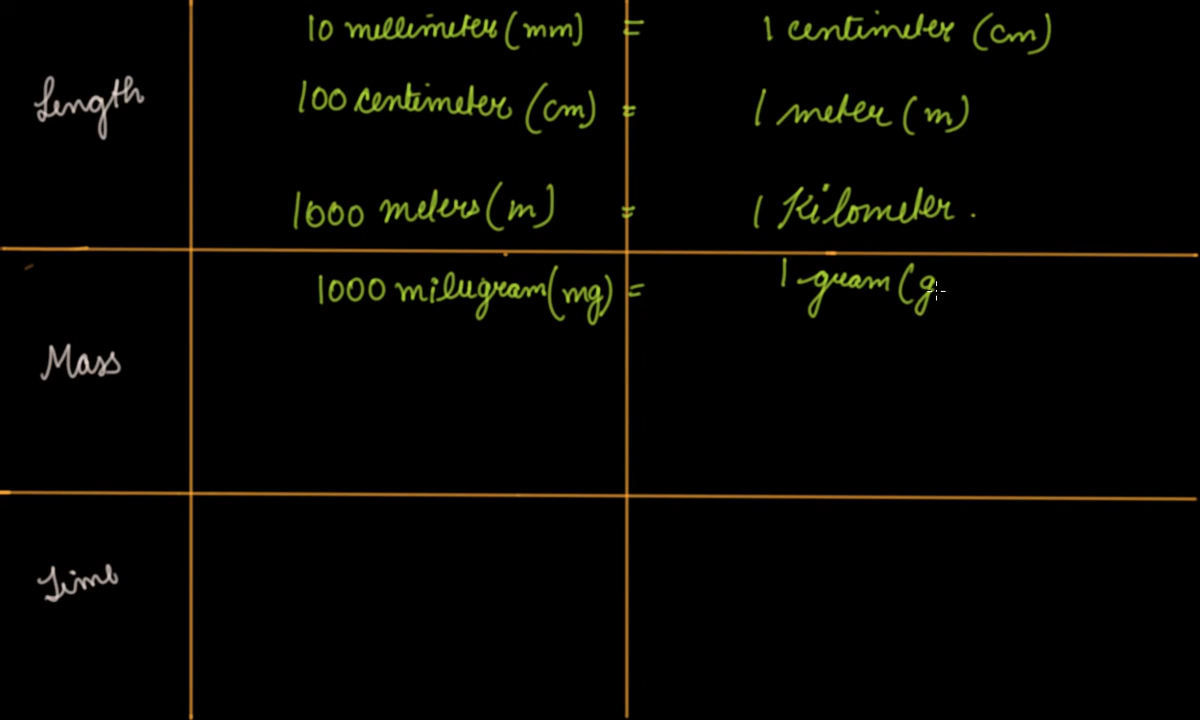 10 millimeter (mm) = 1 centimeter (cm)
Length
100 centimeter (cm) = 1 meter (m)
1000 meters (m) = 1 Kilometer.
1000 miligram (mg) = 1 gram (g
Mass
Time